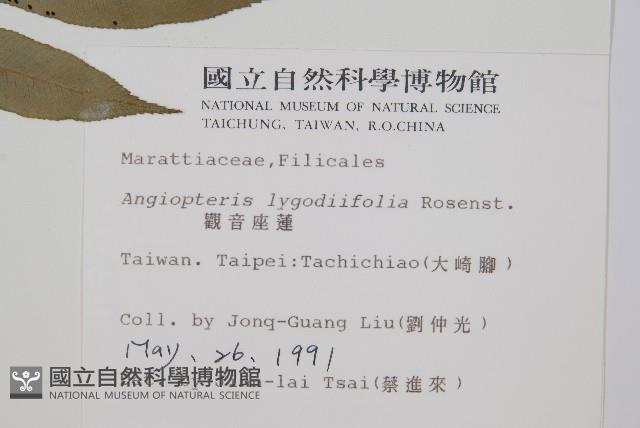 國立自然科學博物館
NATIONAL MUSEUM OF NATURAL SCIENCE
TAICHUNG, TAIWAN, R.O.CHINA
Marattiaceae,Filicales
Angiopteris lygodiifolia Rosenst.
觀音座蓮
Taiwan. Taipei:Tachichiao(大崎腳)
Coll. by Jonq-Guang Liu(劉仲光)
May. 26. 1991
-lai Tsai(蔡進來)
國立自然科學博物館
NATIONAL MUSEUM OF NATURAL SCIENCE